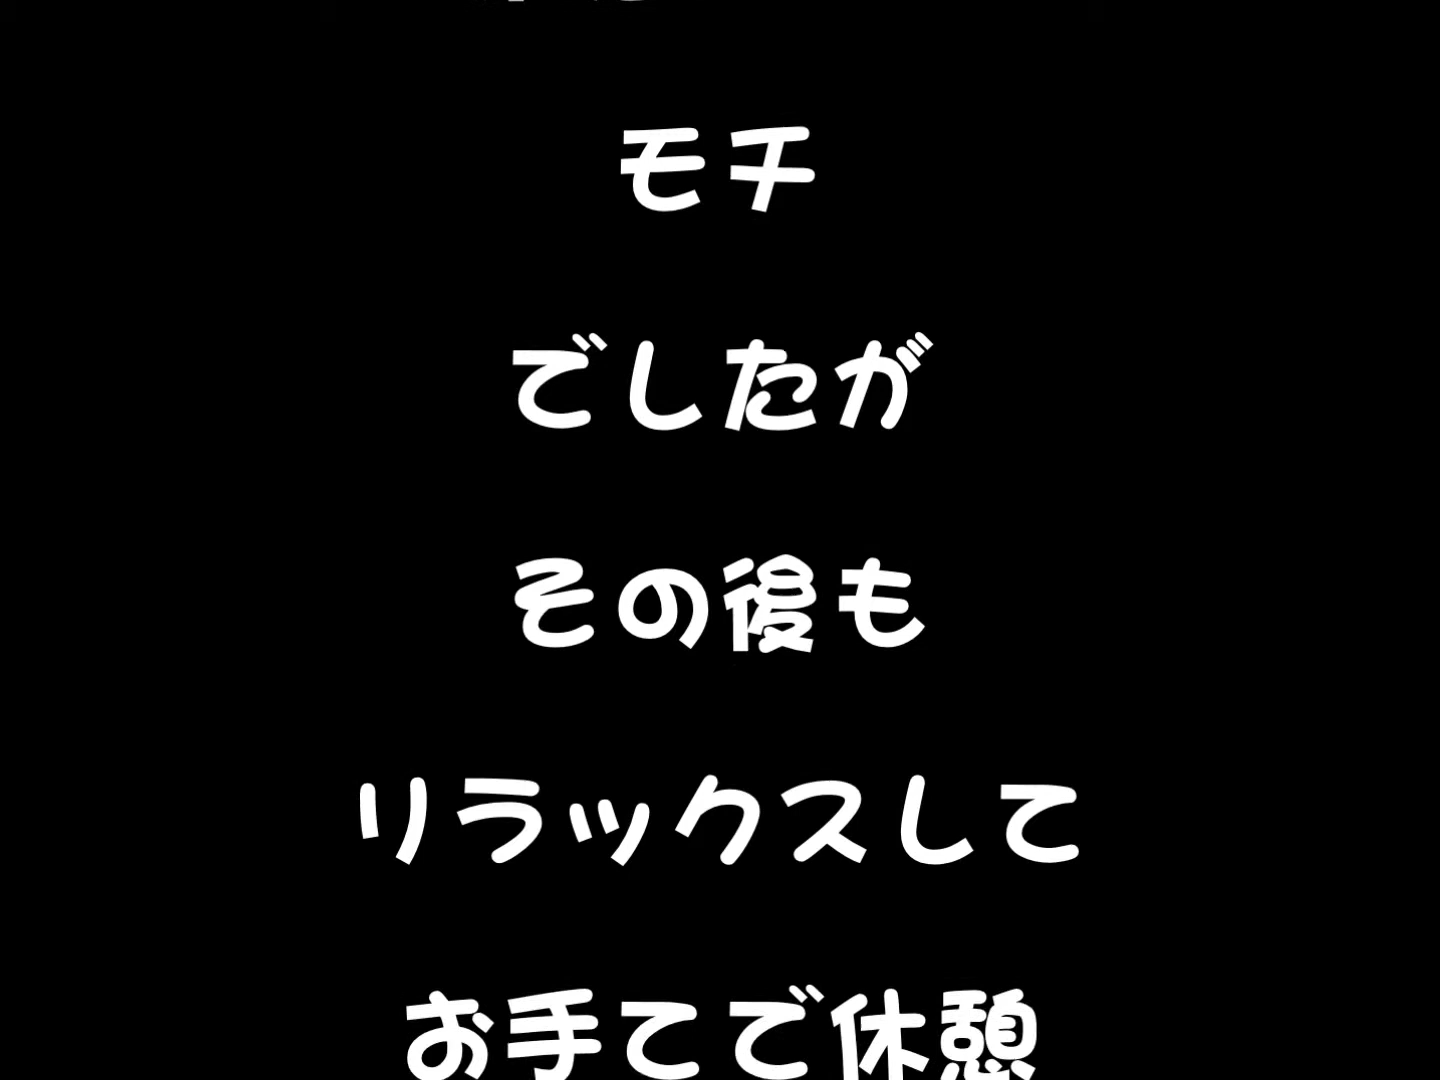 モチ
でしたが
その後も
リラックスして
お手てで休憩